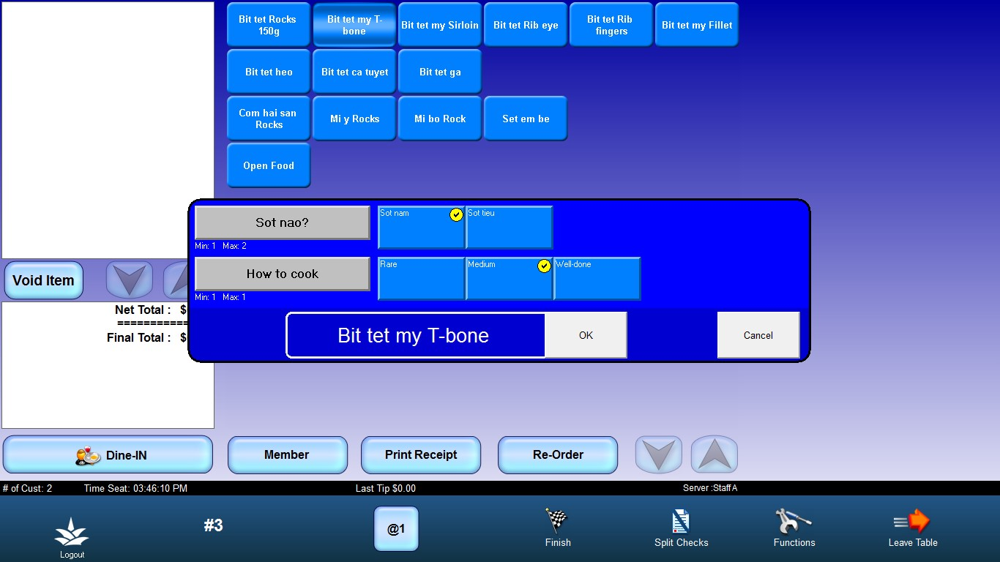 Bit tet Rocks
150g
Bit tet my T-
bone
Bit tet my Sirloin
Bit tet Rib eye
Bit tet Rib
fingers
Bit tet my Fillet
Bit tet heo
Bit tet ca tuyet
Bit tet ga
Com hai san
Rocks
Mi y Rocks
Mi bo Rock
Set em be
Open Food
Sot nao?
Min: 1 Max: 2
Sot nam
Sot tieu
How to cook
Min: 1 Max: 1
Rare
Medium
Well-done
Bit tet my T-bone
OK
Cancel
Void Item
Net Total : $
===========
Final Total : $
Dine-IN
Member
Print Receipt
Re-Order
# of Cust: 2
Time Seat: 03:46:10 PM
Last Tip $0.00
Server :Staff A
Logout
#3
@1
Finish
Split Checks
Functions
Leave Table